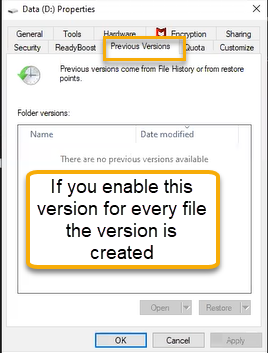 Data (D:) Properties
General Tools Hardware Encryption Sharing
Security ReadyBoost Previous Versions Quota Customize
Previous versions come from File History or from restore
points.
Folder versions:
Name Date modified
There are no previous versions available
If you enable this
version for every file
the version is
created
Open Restore
OK Cancel Apply